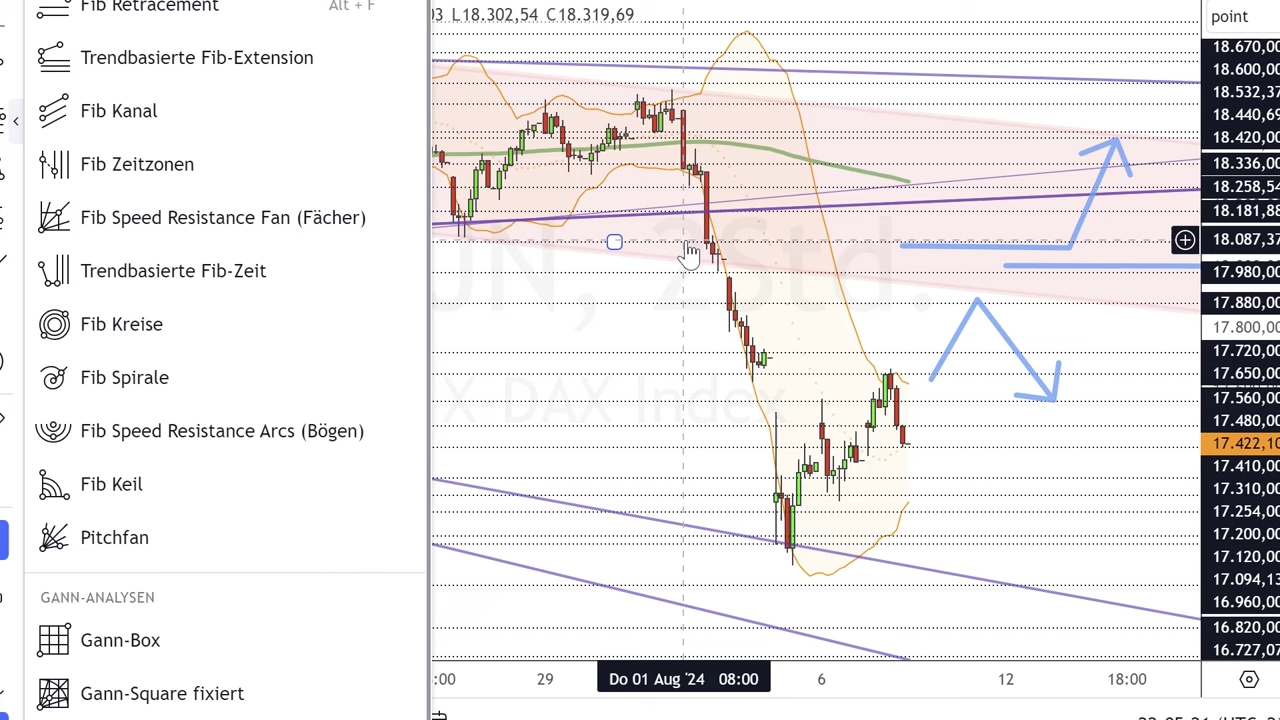 Fib Retracement Alt + F
Trendbasierte Fib-Extension
Fib Kanal
Fib Zeitzonen
Fib Speed Resistance Fan (Fächer)
Trendbasierte Fib-Zeit
Fib Kreise
Fib Spirale
Fib Speed Resistance Arcs (Bögen)
Fib Keil
Pitchfan
GANN-ANALYSEN
Gann-Box
Gann-Square fixiert
L18.302,54 C18.319,69
2Std.
Index
point
18.670,00
18.600,00
18.532,37
18.440,69
18.420,00
18.336,00
18.258,54
18.181,88
18.087,37
17.980,00
17.880,00
17.800,00
17.720,00
17.650,00
17.560,00
17.480,00
17.422,10
17.410,00
17.310,00
17.254,00
17.200,00
17.120,00
17.094,13
16.960,00
16.820,00
16.727,07
:00 29 Do 01 Aug '24 08:00 6 12 18:00